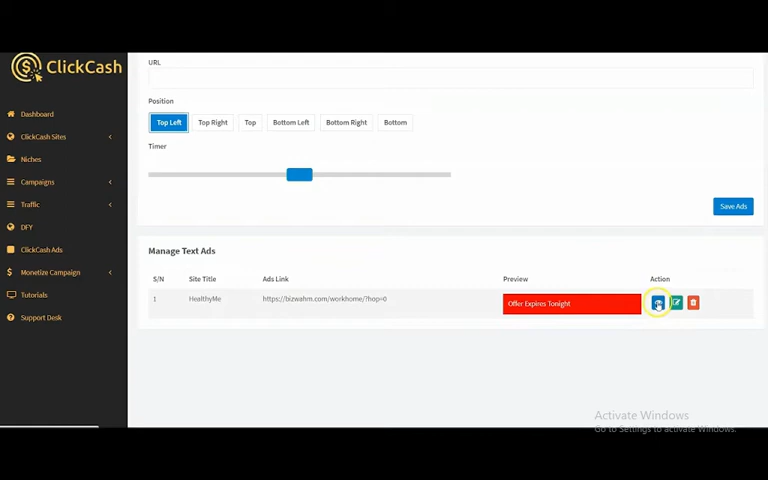 ClickCash
Dashboard
ClickCash Sites
Niches
Campaigns
Traffic
DFY
ClickCash Ads
Monetize Campaign
Tutorials
Support Desk
URL
Position
Top Left Top Right Top Bottom Left Bottom Right Bottom
Timer
Save Ads
Manage Text Ads
S/N Site Title Ads Link Preview Action
1 HealthyMe https://bizwahm.com/workhome/?hop=0 Offer Expires Tonight
Activate Windows
Go to Settings to activate Windows.